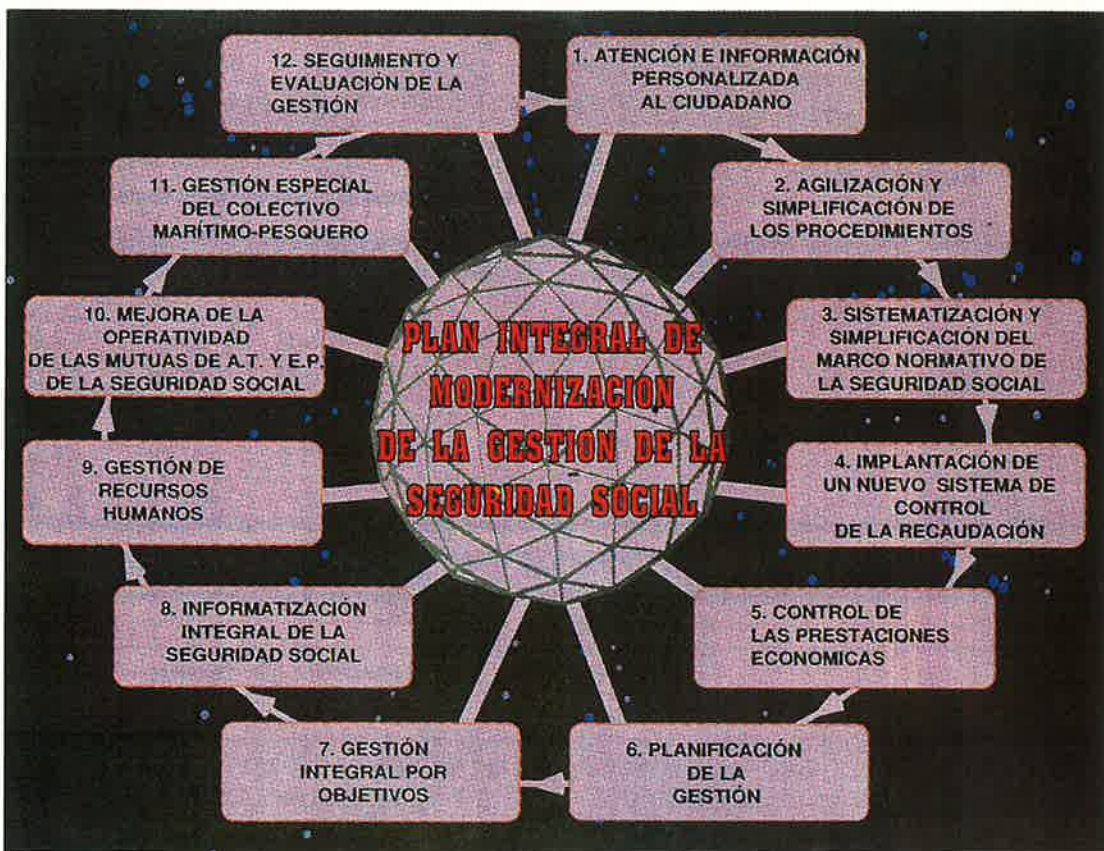 12. SEGUIMIENTO Y
EVALUACIÓN DE LA
GESTIÓN
1. ATENCIÓN E INFORMACIÓN
PERSONALIZADA
AL CIUDADANO
11. GESTIÓN ESPECIAL
DEL COLECTIVO
MARÍTIMO-PESQUERO
2. AGILIZACIÓN Y
SIMPLIFICACIÓN DE
LOS PROCEDIMIENTOS
10. MEJORA DE LA
OPERATIVIDAD
DE LAS MUTUAS DE A.T. Y E.P.
DE LA SEGURIDAD SOCIAL
PLAN INTEGRAL DE
MODERNIZACIÓN
DE LA GESTION DE LA
SEGURIDAD SOCIAL
3. SISTEMATIZACIÓN Y
SIMPLIFICACIÓN DEL
MARCO NORMATIVO DE
LA SEGURIDAD SOCIAL
9. GESTIÓN DE
RECURSOS
HUMANOS
4. IMPLANTACIÓN DE
UN NUEVO SISTEMA DE
CONTROL
DE LA RECAUDACIÓN
8. INFORMATIZACIÓN
INTEGRAL DE LA
SEGURIDAD SOCIAL
5. CONTROL DE
LAS PRESTACIONES
ECONOMICAS
7. GESTIÓN
INTEGRAL POR
OBJETIVOS
6. PLANIFICACIÓN
DE LA
GESTIÓN